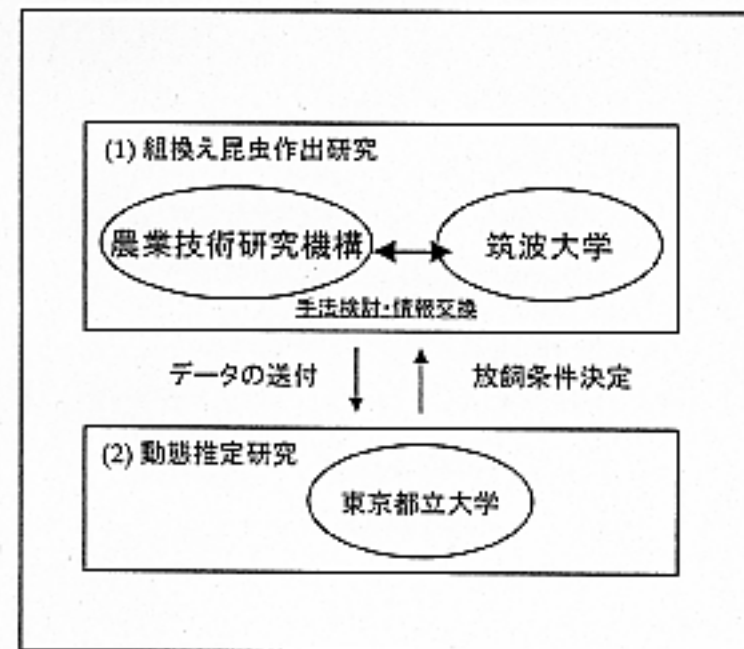 (1) 組換え昆虫作出研究
農業技術研究機構
筑波大学
手法検討・情報交換
データの送付
放飼条件決定
(2) 動態推定研究
東京都立大学